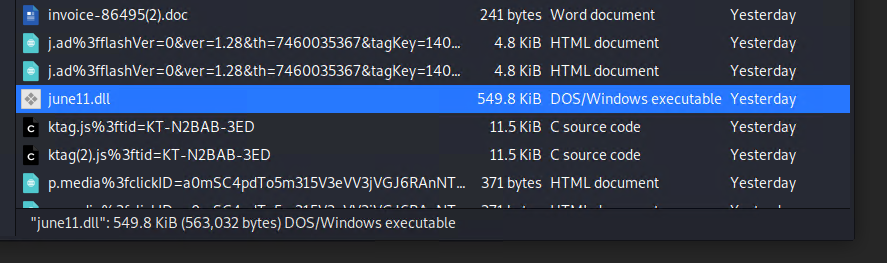 invoice-86495(2).doc 241 bytes Word document Yesterday
j.ad%3fflashVer=0&ver=1.28&th=7460035367&tagKey=140... 4.8 KiB HTML document Yesterday
j.ad%3fflashVer=0&ver=1.28&th=7460035367&tagKey=140... 4.8 KiB HTML document Yesterday
june11.dll 549.8 KiB DOS/Windows executable Yesterday
ktag.js%3ftid=KT-N2BAB-3ED 11.5 KiB C source code Yesterday
ktag(2).js%3ftid=KT-N2BAB-3ED 11.5 KiB C source code Yesterday
p.media%3fclickID=a0mSC4pdTo5m315V3eVV3jVGJ6RAnNT... 371 bytes HTML document Yesterday
"june11.dll": 549.8 KiB (563,032 bytes) DOS/Windows executable